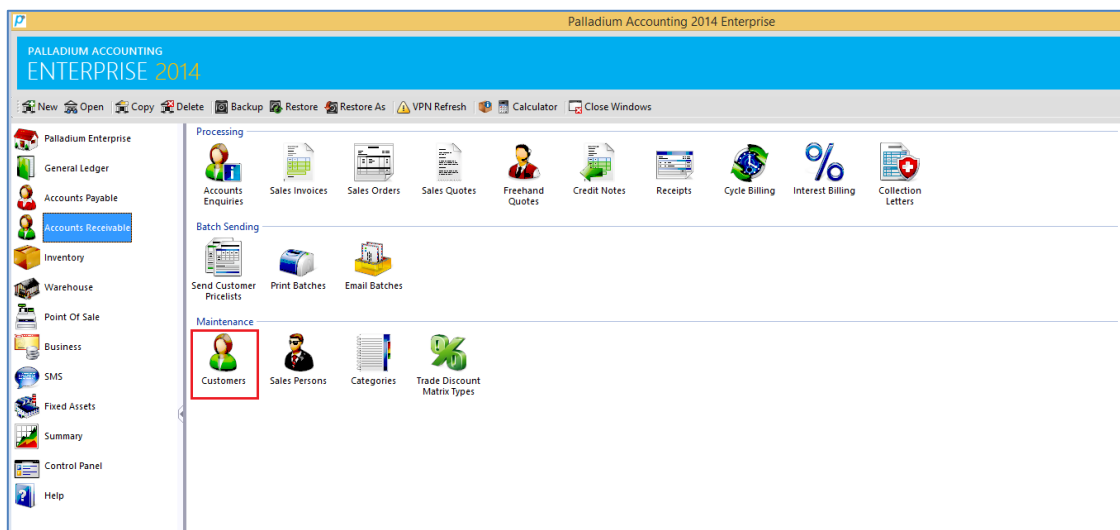 Palladium Accounting 2014 Enterprise
PALLADIUM ACCOUNTING
ENTERPRISE 2014
New Open Copy Delete Backup Restore Restore As VPN Refresh Calculator Close Windows
Palladium Enterprise
General Ledger
Accounts Payable
Accounts Receivable
Inventory
Warehouse
Point Of Sale
Business
SMS
Fixed Assets
Summary
Control Panel
Help
Processing
Accounts Enquiries
Sales Invoices
Sales Orders
Sales Quotes
Freehand Quotes
Credit Notes
Receipts
Cycle Billing
Interest Billing
Collection Letters
Batch Sending
Send Customer Pricelists
Print Batches
Email Batches
Maintenance
Customers
Sales Persons
Categories
Trade Discount Matrix Types